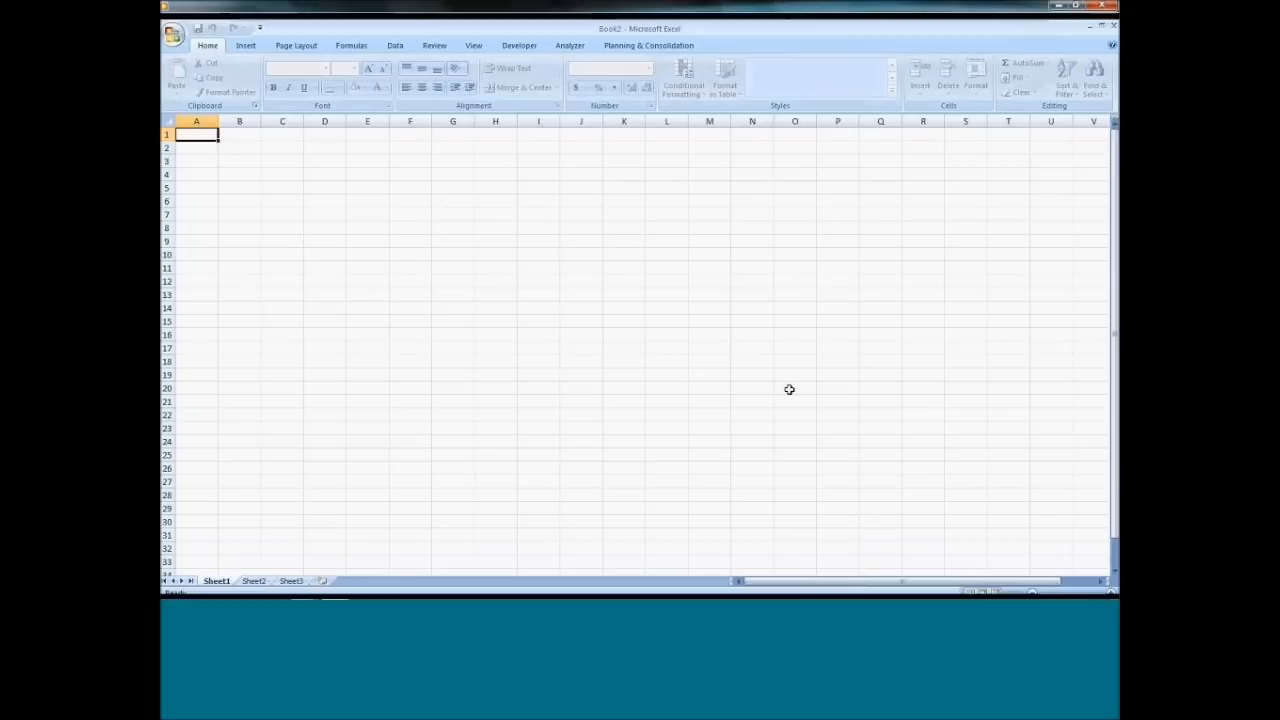 Book2 - Microsoft Excel
Home Insert Page Layout Formulas Data Review View Developer Analyzer Planning & Consolidation
Paste
Cut
Copy
Format Painter
Clipboard
B I U
A A
Font
Wrap Text
Merge & Center
Alignment
$ % ,
Number
Conditional Formatting
Format as Table
Styles
Insert Delete Format
Cells
Σ AutoSum
Fill
Clear
Sort & Filter
Find & Select
Editing
A B C D E F G H I J K L M N O P Q R S T U V
1
2
3
4
5
6
7
8
9
10
11
12
13
14
15
16
17
18
19
20
21
22
23
24
25
26
27
28
29
30
31
32
33
34
Sheet1 Sheet2 Sheet3
Ready